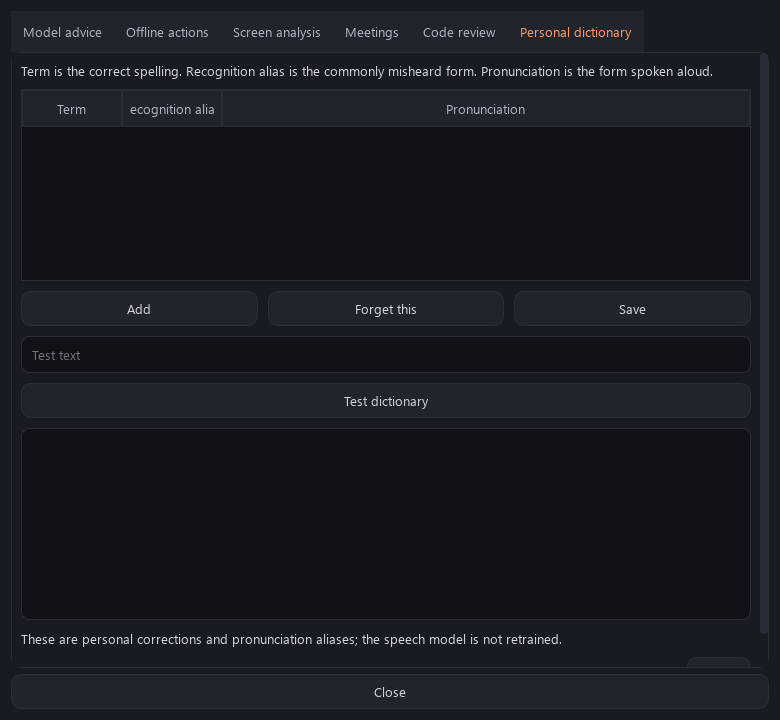 Model advice Offline actions Screen analysis Meetings Code review Personal dictionary
Term is the correct spelling. Recognition alias is the commonly misheard form. Pronunciation is the form spoken aloud.
Term ecognition alia Pronunciation
Add Forget this Save
Test text
Test dictionary
These are personal corrections and pronunciation aliases; the speech model is not retrained.
Close